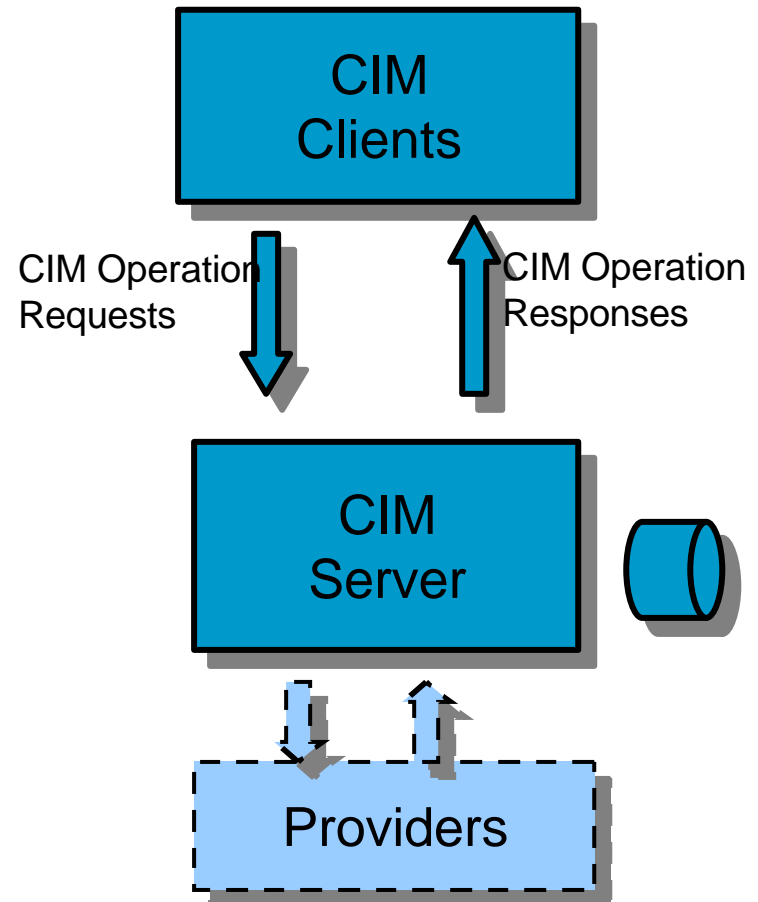 CIM
Clients
CIM Operation
Requests
CIM Operation
Responses
CIM
Server
Providers